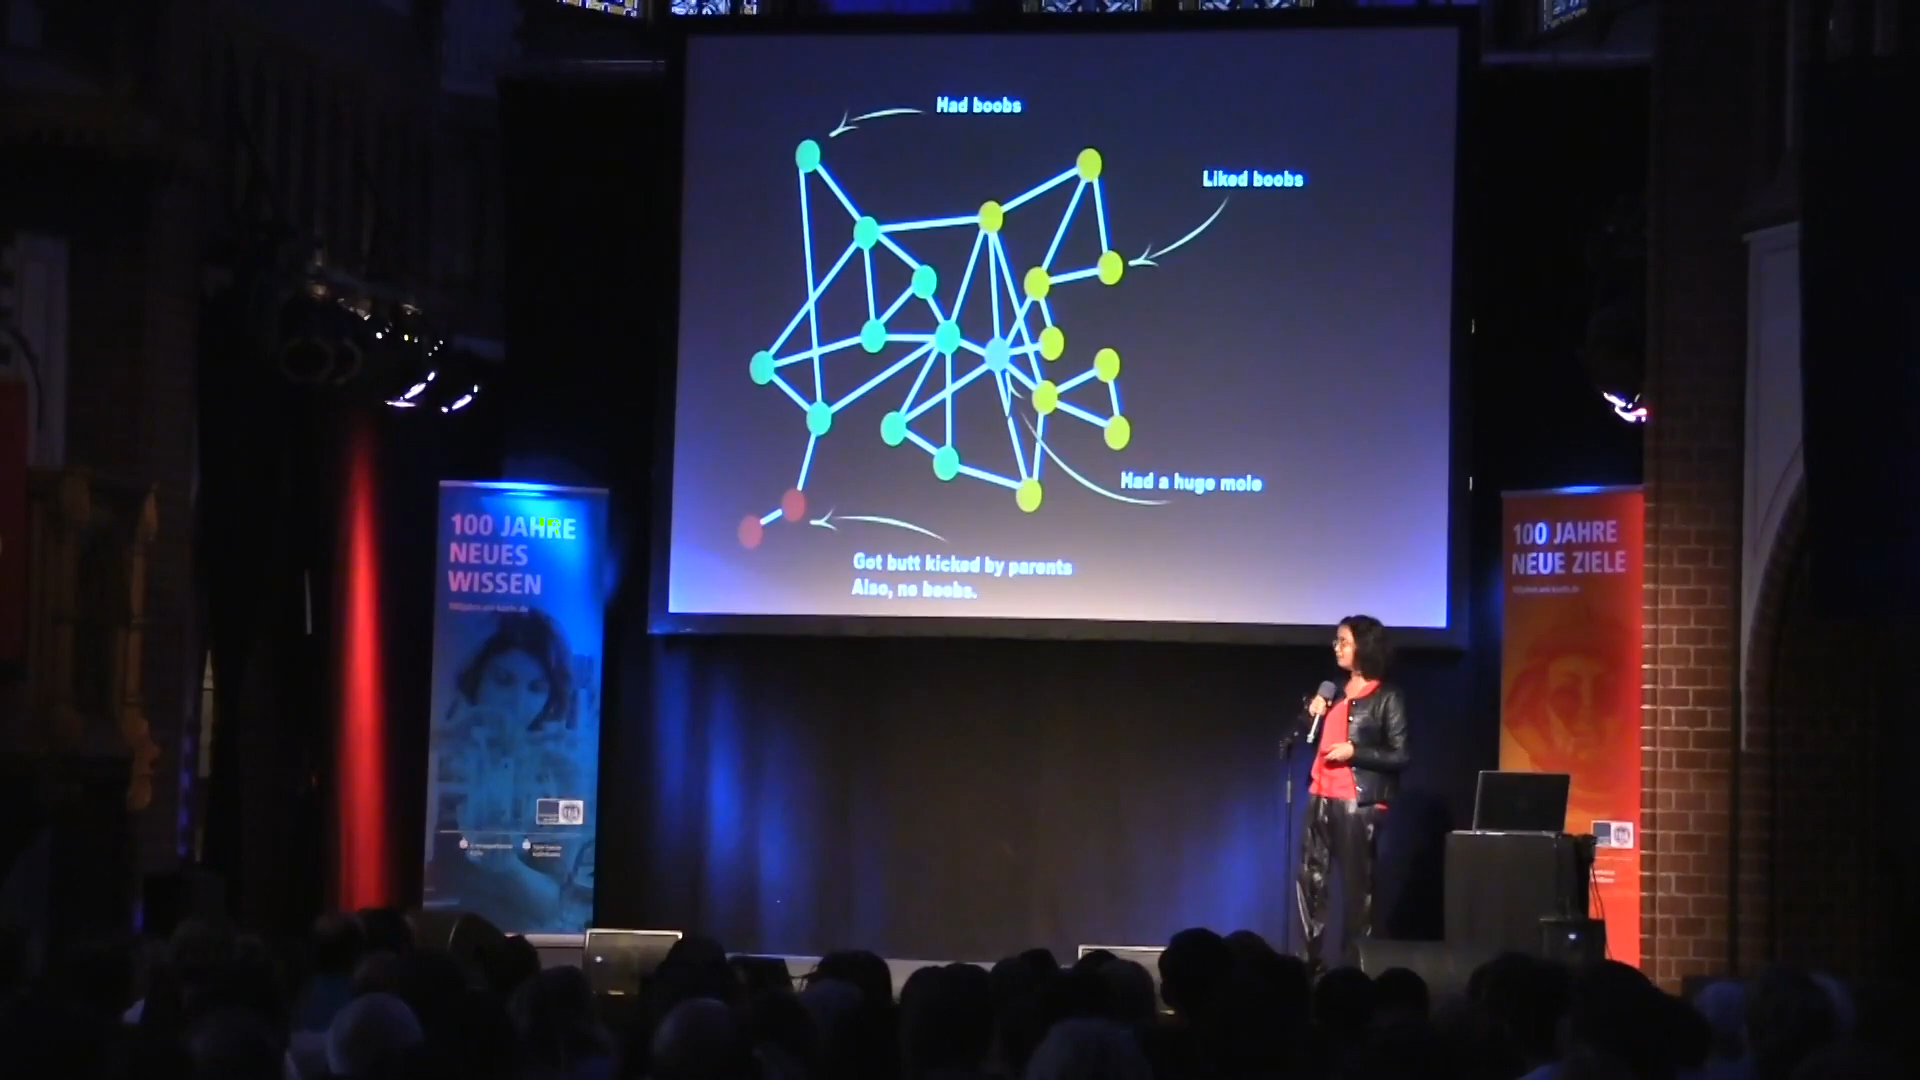 Had boobs
Liked boobs
Had a huge mole
Got butt kicked by parents
Also, no boobs.
100 JAHRE
NEUES
WISSEN
100 JAHRE
NEUE ZIELE